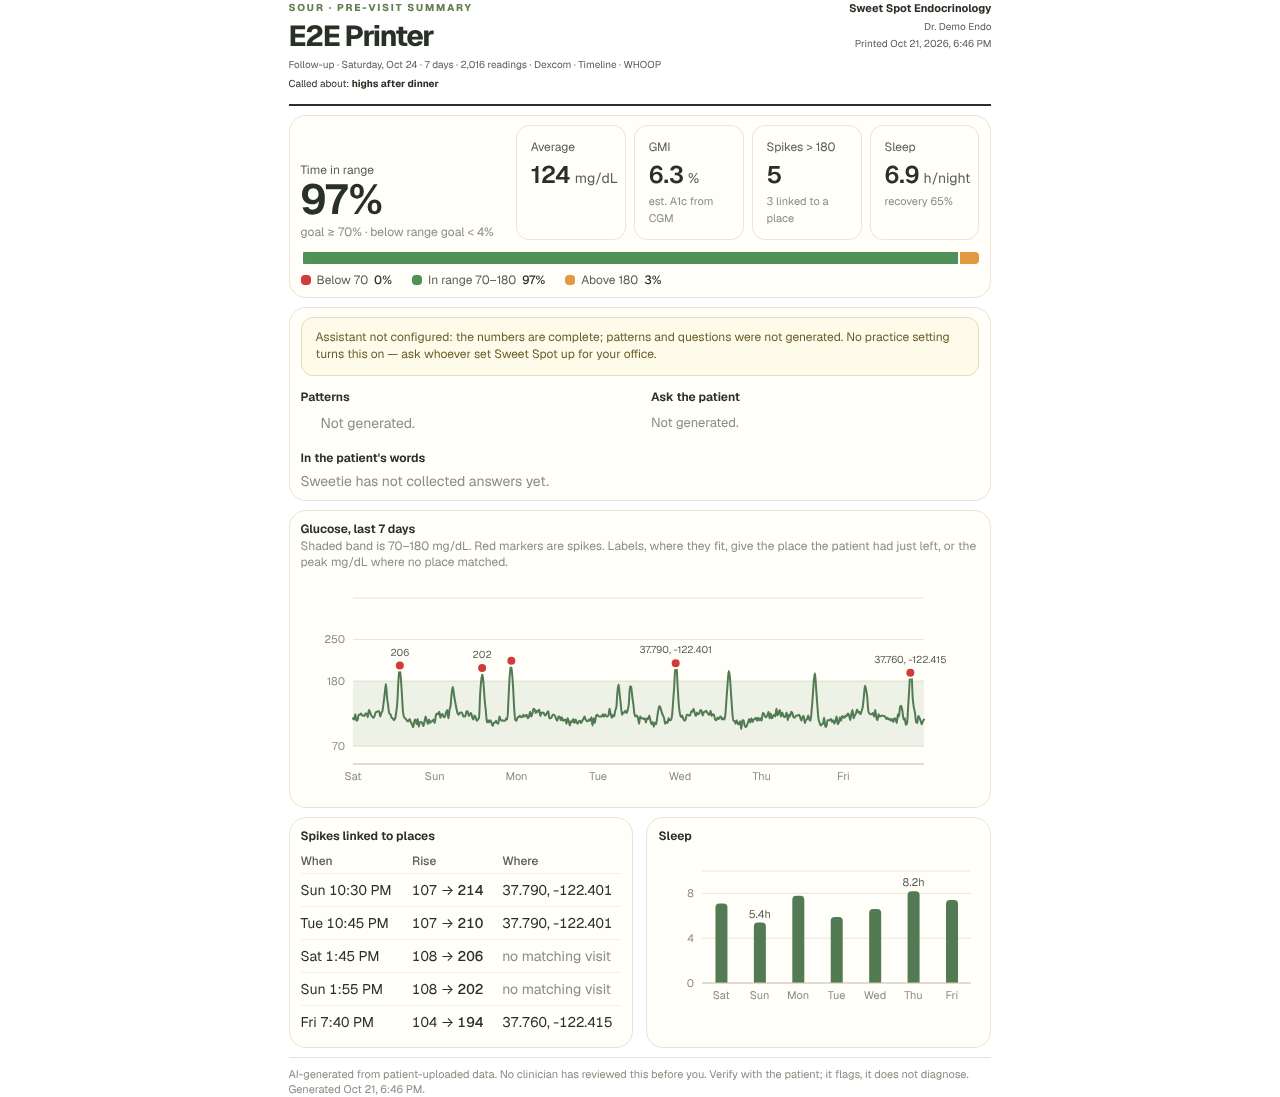 SOUR · PRE-VISIT SUMMARY
E2E Printer
Follow-up · Saturday, Oct 24 · 7 days · 2,016 readings · Dexcom · Timeline · WHOOP
Called about: highs after dinner
Sweet Spot Endocrinology
Dr. Demo Endo
Printed Oct 21, 2026, 6:46 PM
Time in range
97%
goal ≥ 70% · below range goal < 4%
Average
124 mg/dL
GMI
6.3 %
est. A1c from
CGM
Spikes > 180
5
3 linked to a
place
Sleep
6.9 h/night
recovery 65%
Below 70 0%
In range 70–180 97%
Above 180 3%
Assistant not configured: the numbers are complete; patterns and questions were not generated. No practice setting
turns this on — ask whoever set Sweet Spot up for your office.
Patterns
Not generated.
Ask the patient
Not generated.
In the patient's words
Sweetie has not collected answers yet.
Glucose, last 7 days
Shaded band is 70–180 mg/dL. Red markers are spikes. Labels, where they fit, give the place the patient had just left, or the
peak mg/dL where no place matched.
250
180
70
206
202
37.790, -122.401
37.760, -122.415
Sat Sun Mon Tue Wed Thu Fri
Spikes linked to places
When Rise Where
Sun 10:30 PM 107 → 214 37.790, -122.401
Tue 10:45 PM 107 → 210 37.790, -122.401
Sat 1:45 PM 108 → 206 no matching visit
Sun 1:55 PM 108 → 202 no matching visit
Fri 7:40 PM 104 → 194 37.760, -122.415
Sleep
8
4
0
5.4h
8.2h
Sat Sun Mon Tue Wed Thu Fri
AI-generated from patient-uploaded data. No clinician has reviewed this before you. Verify with the patient; it flags, it does not diagnose.
Generated Oct 21, 6:46 PM.